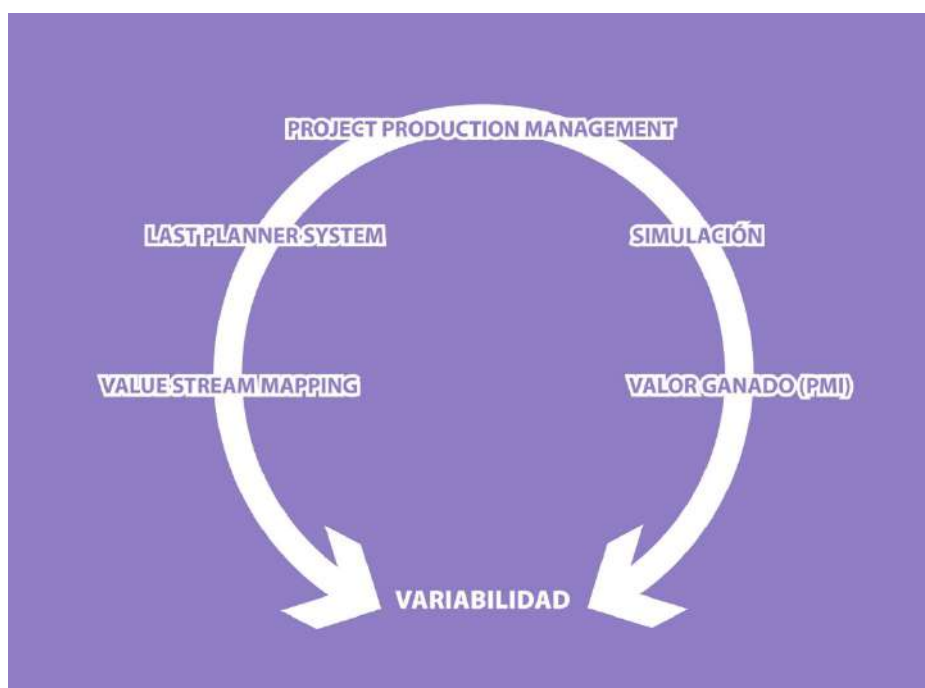 PROJECT PRODUCTION MANAGEMENT
LAST PLANNER SYSTEM
SIMULACIÓN
VALUE STREAM MAPPING
VALOR GANADO (PMI)
VARIABILIDAD